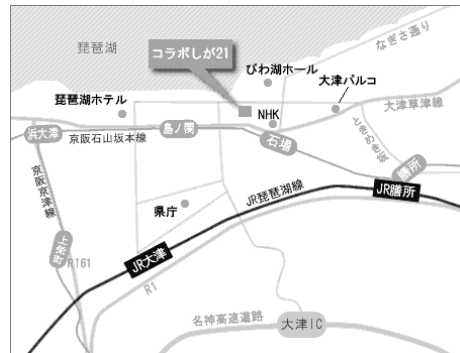 琵琶湖
コラボしが21
なぎさ通り
びわ湖ホール
大津パルコ
琵琶湖ホテル
NHK
大津草津線
浜大津
京阪石山坂本線
島ノ関
石場
ときめき坂
膳所
京阪京津線
県庁
JR琵琶湖線
JR膳所
上栄町
R161
JR大津
R1
名神高速道路
大津IC